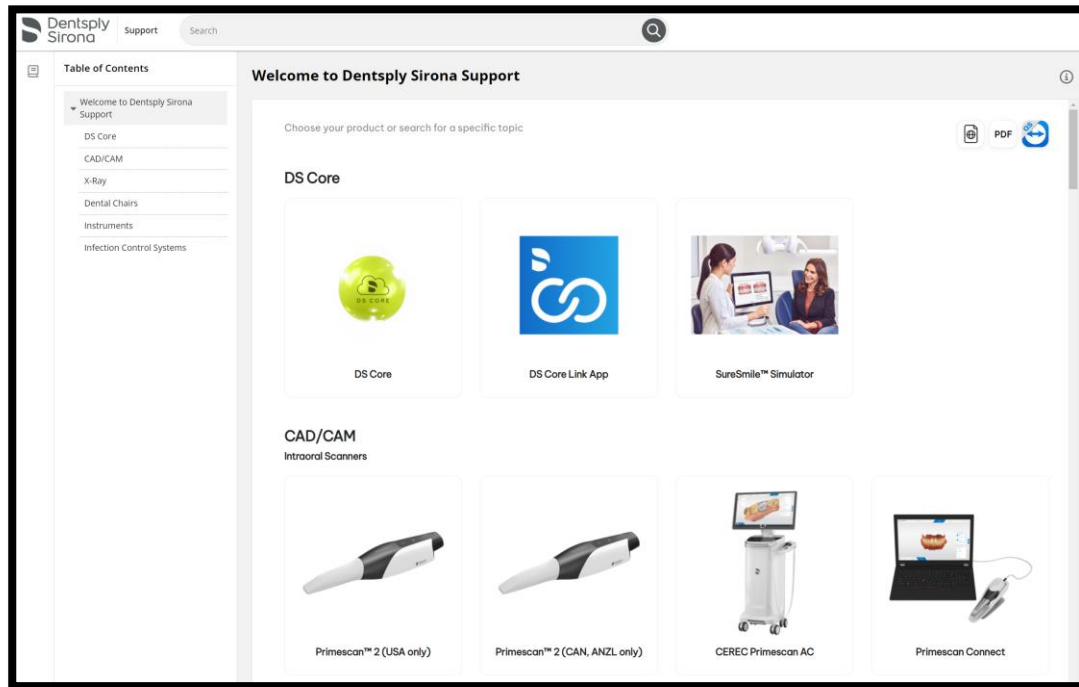 Dentsply
Sirona
Support
Search
Table of Contents
Welcome to Dentsply Sirona
Support
DS Core
CAD/CAM
X-Ray
Dental Chairs
Instruments
Infection Control Systems
Welcome to Dentsply Sirona Support
Choose your product or search for a specific topic
PDF
QS
DS Core
DS CORE
DS Core
DS Core Link App
SureSmile™ Simulator
CAD/CAM
Intraoral Scanners
Primescan™ 2 (USA only)
Primescan™ 2 (CAN, ANZL only)
CEREC Primescan AC
Primescan Connect